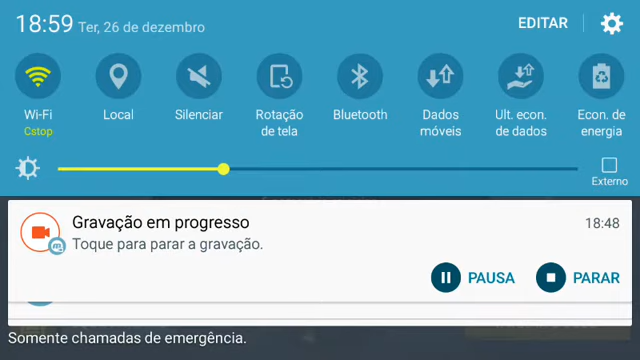 18:59 Ter, 26 de dezembro
EDITAR
Wi-Fi
Cstop
Local
Silenciar
Rotação
de tela
Bluetooth
Dados
móveis
Ult. econ.
de dados
Econ. de
energia
Externo
Gravação em progresso
18:48
Toque para parar a gravação.
PAUSA
PARAR
Somente chamadas de emergência.